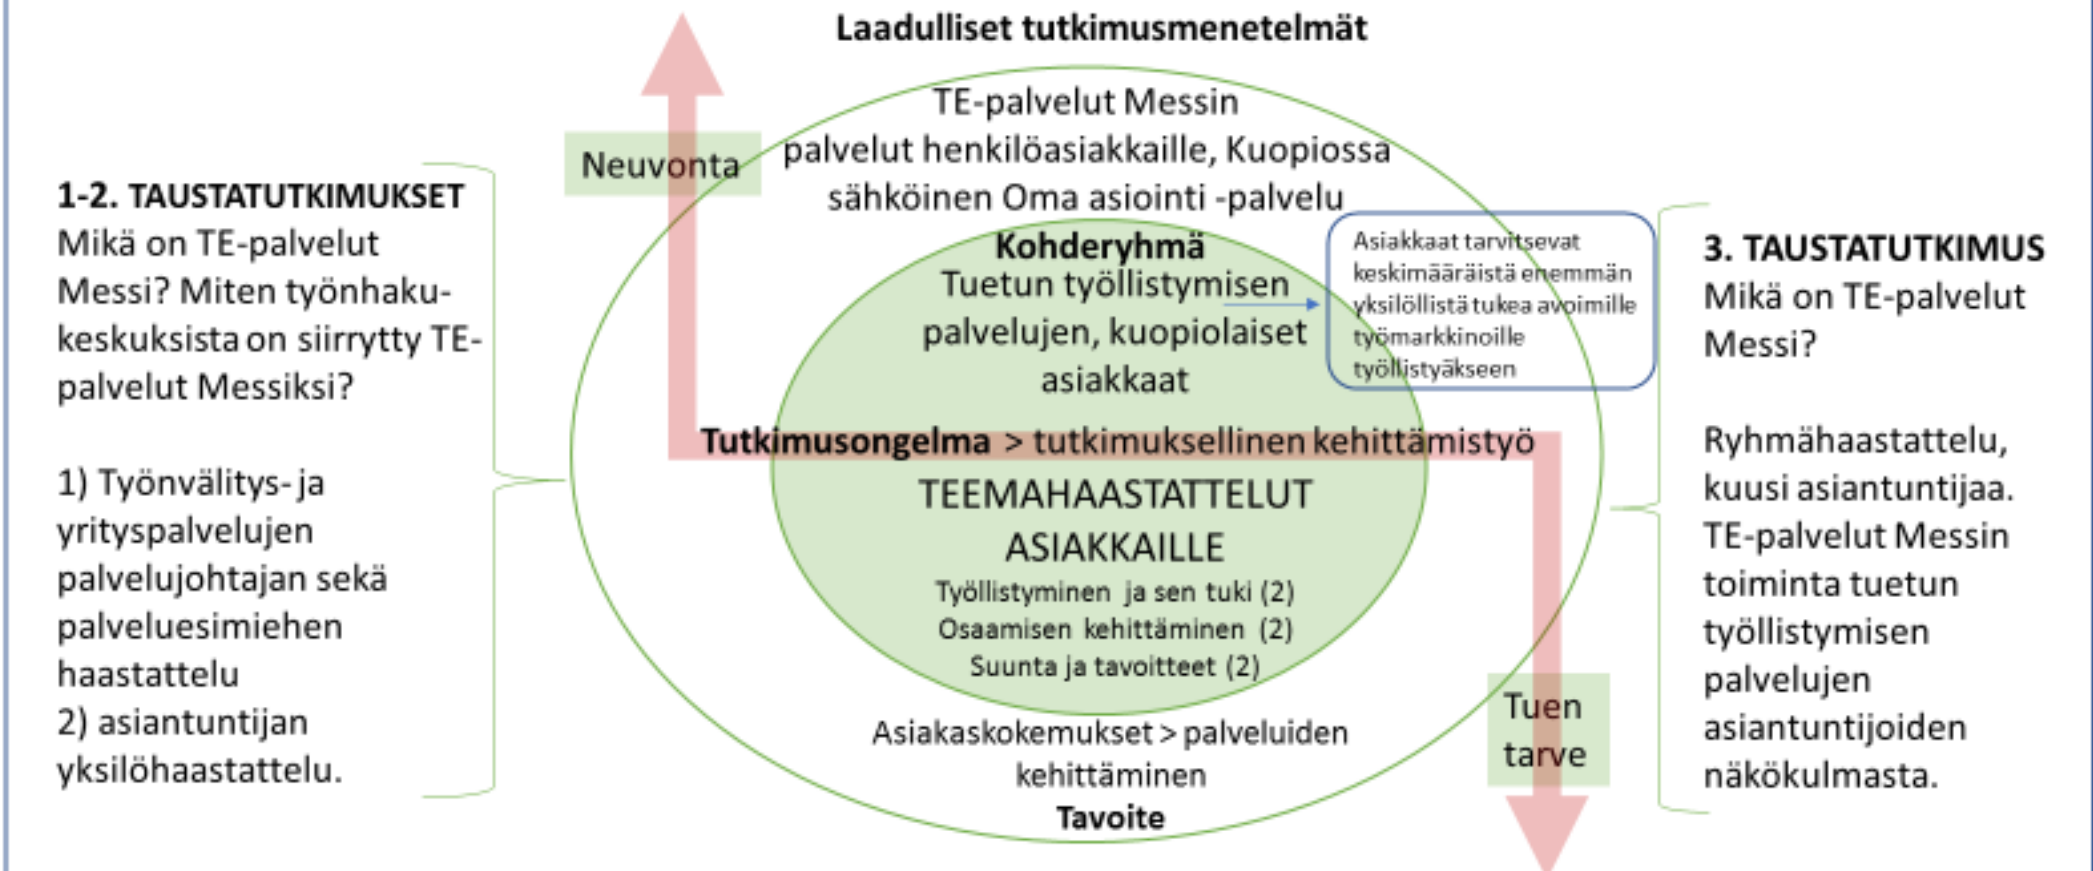 Laadulliset tutkimusmenetelmät
Neuvonta
TE-palvelut Messin
palvelut henkilöasiakkaille, Kuopiossa
sähköinen Oma asiointi -palvelu
1-2. TAUSTATUTKIMUKSET
Mikä on TE-palvelut
Messi? Miten työnhaku-
keskuksista on siirrytty TE-
palvelut Messiksi?
1) Työnvälitys- ja
yrityspalvelujen
palvelujohtajan sekä
palveluesimiehen
haastattelu
2) asiantuntijan
yksilöhaastattelu.
Kohderyhmä
Tuetun työllistymisen
palvelujen, kuopiolaiset
asiakkaat
Asiakkaat tarvitsevat
keskimääräistä enemmän
yksilöllistä tukea avoimille
työmarkkinoille
työllistyäkseen
Tutkimusongelma > tutkimuksellinen kehittämistyö
TEEMAHAASTATTELUT
ASIAKKAILLE
Työllistyminen ja sen tuki (2)
Osaamisen kehittäminen (2)
Suunta ja tavoitteet (2)
Asiakaskokemukset > palveluiden
kehittäminen
Tavoite
Tuen
tarve
3. TAUSTATUTKIMUS
Mikä on TE-palvelut
Messi?
Ryhmähaastattelu,
kuusi asiantuntijaa.
TE-palvelut Messin
toiminta tuetun
työllistymisen
palvelujen
asiantuntijoiden
näkökulmasta.